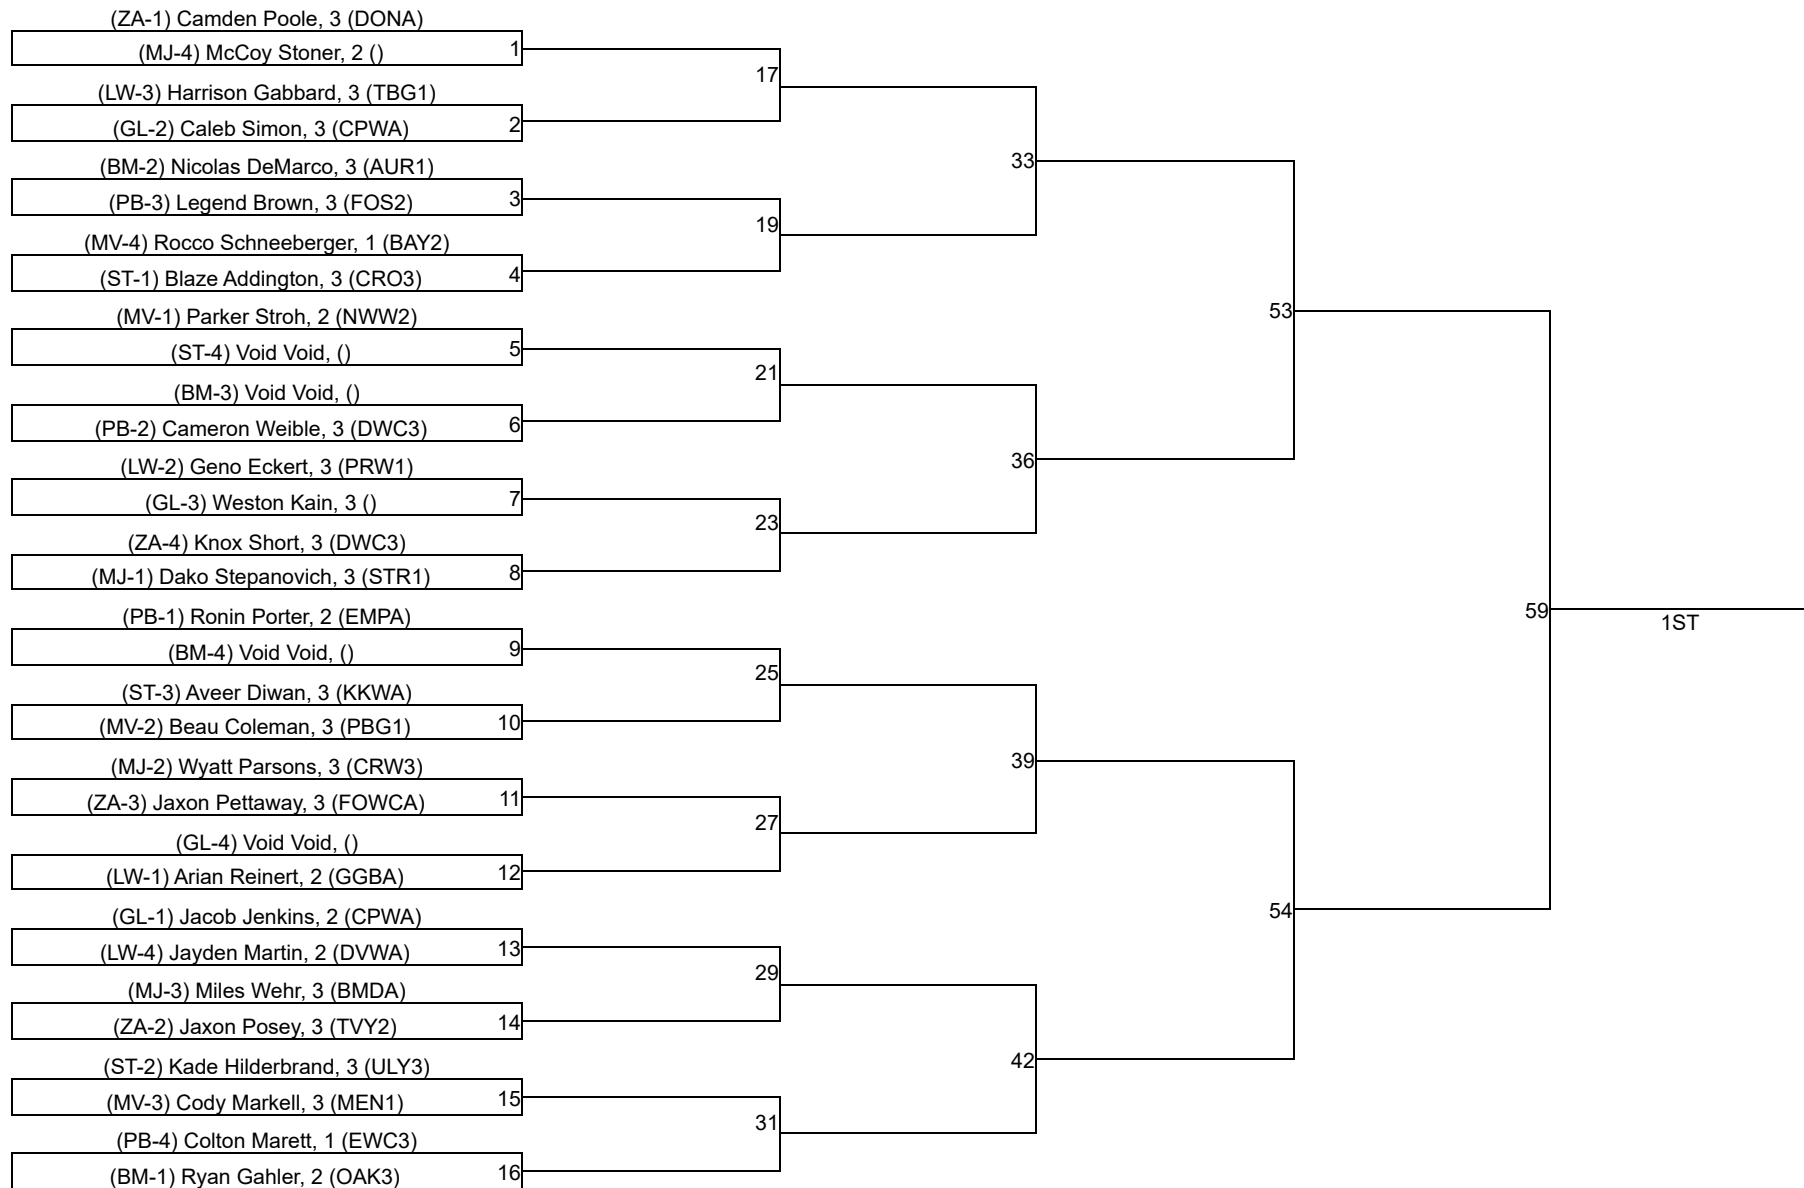 (ZA-1) Camden Poole, 3 (DONA)
(MJ-4) McCoy Stoner, 2 ()
1
17
(LW-3) Harrison Gabbard, 3 (TBG1)
(GL-2) Caleb Simon, 3 (CPWA)
2
33
(BM-2) Nicolas DeMarco, 3 (AUR1)
(PB-3) Legend Brown, 3 (FOS2)
3
19
(MV-4) Rocco Schneeberger, 1 (BAY2)
(ST-1) Blaze Addington, 3 (CRO3)
4
53
(MV-1) Parker Stroh, 2 (NWW2)
(ST-4) Void Void, ()
5
21
(BM-3) Void Void, ()
(PB-2) Cameron Weible, 3 (DWC3)
6
36
(LW-2) Geno Eckert, 3 (PRW1)
(GL-3) Weston Kain, 3 ()
7
23
(ZA-4) Knox Short, 3 (DWC3)
(MJ-1) Dako Stepanovich, 3 (STR1)
8
59
1ST
(PB-1) Ronin Porter, 2 (EMPA)
(BM-4) Void Void, ()
9
25
(ST-3) Aveer Diwan, 3 (KKWA)
(MV-2) Beau Coleman, 3 (PBG1)
10
39
(MJ-2) Wyatt Parsons, 3 (CRW3)
(ZA-3) Jaxon Pettaway, 3 (FOWCA)
11
27
(GL-4) Void Void, ()
(LW-1) Arian Reinert, 2 (GGBA)
12
54
(GL-1) Jacob Jenkins, 2 (CPWA)
(LW-4) Jayden Martin, 2 (DVWA)
13
29
(MJ-3) Miles Wehr, 3 (BMDA)
(ZA-2) Jaxon Posey, 3 (TVY2)
14
42
(ST-2) Kade Hilderbrand, 3 (ULY3)
(MV-3) Cody Markell, 3 (MEN1)
15
31
(PB-4) Colton Marett, 1 (EWC3)
(BM-1) Ryan Gahler, 2 (OAK3)
16